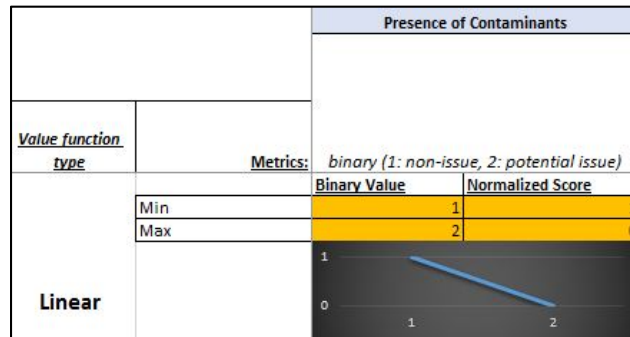 Presence of Contaminants
Value function type
Metrics:
binary (1: non-issue, 2: potential issue)
Binary Value
Normalized Score
Min
1
Max
2
Linear
1
0
1
2